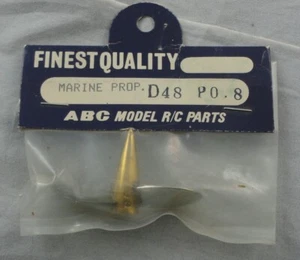 FINEST QUALITY
MARINE PROP. D48 P0.8
ABC MODEL R/C PARTS